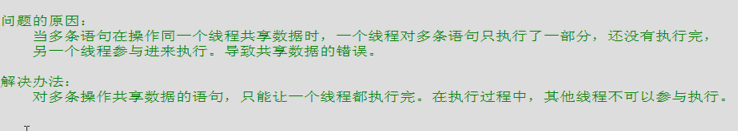 问题的原因：
当多条语句在操作同一个线程共享数据时，一个线程对多条语句只执行了一部分，还没有执行完，
另一个线程参与进来执行。导致共享数据的错误。
解决办法：
对多条操作共享数据的语句，只能让一个线程都执行完。在执行过程中，其他线程不可以参与执行。